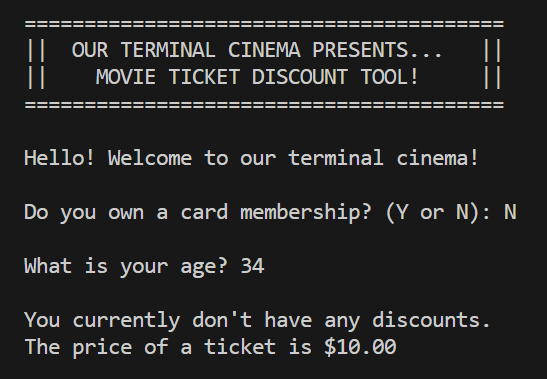 ========================================
||  OUR TERMINAL CINEMA PRESENTS...   ||
||    MOVIE TICKET DISCOUNT TOOL!     ||
========================================
Hello! Welcome to our terminal cinema!
Do you own a card membership? (Y or N): N
What is your age? 34
You currently don't have any discounts.
The price of a ticket is $10.00